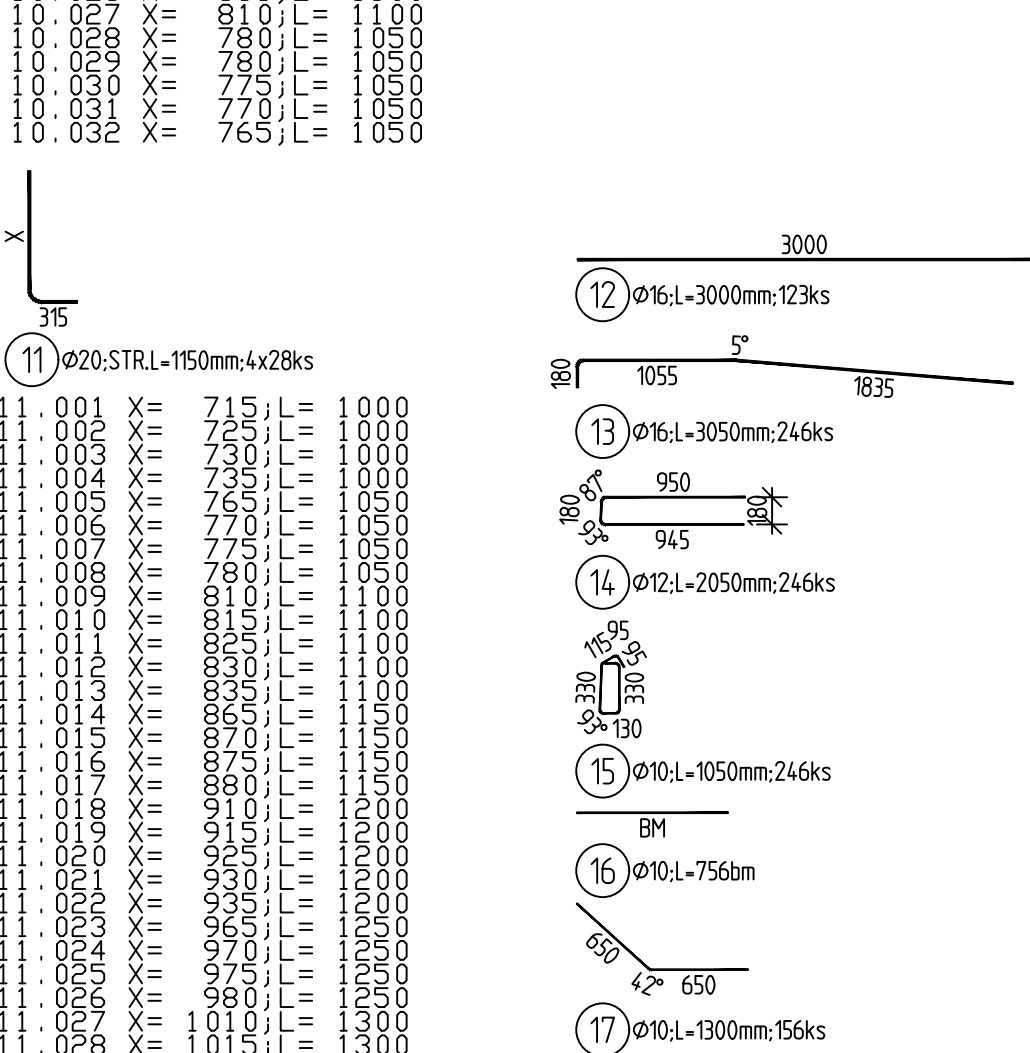 10.027 X= 810;L= 1100
10.028 X= 780;L= 1050
10.029 X= 780;L= 1050
10.030 X= 775;L= 1050
10.031 X= 770;L= 1050
10.032 X= 765;L= 1050
X
315
11 Ø20;STR.L=1150mm;4x28ks
11.001 X= 715;L= 1000
11.002 X= 725;L= 1000
11.003 X= 730;L= 1000
11.004 X= 735;L= 1000
11.005 X= 765;L= 1050
11.006 X= 770;L= 1050
11.007 X= 775;L= 1050
11.008 X= 780;L= 1050
11.009 X= 810;L= 1100
11.010 X= 815;L= 1100
11.011 X= 825;L= 1100
11.012 X= 830;L= 1100
11.013 X= 835;L= 1100
11.014 X= 865;L= 1150
11.015 X= 870;L= 1150
11.016 X= 875;L= 1150
11.017 X= 880;L= 1150
11.018 X= 910;L= 1200
11.019 X= 915;L= 1200
11.020 X= 925;L= 1200
11.021 X= 930;L= 1200
11.022 X= 935;L= 1200
11.023 X= 965;L= 1250
11.024 X= 970;L= 1250
11.025 X= 975;L= 1250
11.026 X= 980;L= 1250
11.027 X= 1010;L= 1300
11.028 X= 1015;L= 1300
3000
12 Ø16;L=3000mm;123ks
5°
180
1055
1835
13 Ø16;L=3050mm;246ks
87°
950
180
180
93°
945
14 Ø12;L=2050mm;246ks
115
95
95
330
330
93°
130
15 Ø10;L=1050mm;246ks
BM
16 Ø10;L=756bm
650
42°
650
17 Ø10;L=1300mm;156ks